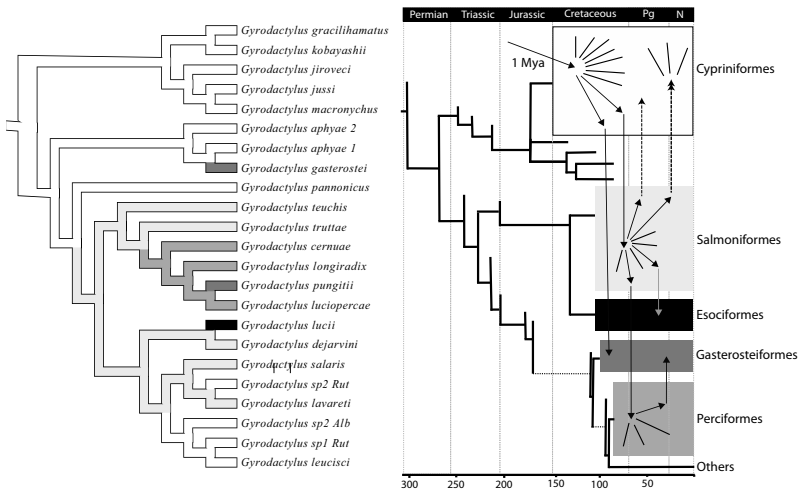 Gyrodactylus gracilihamatus
Gyrodactylus kobayashii
Gyrodactylus jiroveci
Gyrodactylus jussi
Gyrodactylus macronychus
Gyrodactylus aphyae 2
Gyrodactylus aphyae 1
Gyrodactylus gasterostei
Gyrodactylus pannonicus
Gyrodactylus teuchis
Gyrodactylus truttae
Gyrodactylus cernuae
Gyrodactylus longiradix
Gyrodactylus pungitii
Gyrodactylus luciopercae
Gyrodactylus lucii
Gyrodactylus dejarvini
Gyrodactylus salaris
Gyrodactylus sp2 Rut
Gyrodactylus lavareti
Gyrodactylus sp2 Alb
Gyrodactylus sp1 Rut
Gyrodactylus leucisci
Permian Triassic Jurassic Cretaceous Pg N
1 Mya
Cypriniformes
Salmoniformes
Esociformes
Gasterosteiformes
Perciformes
Others
300 250 200 150 100 50